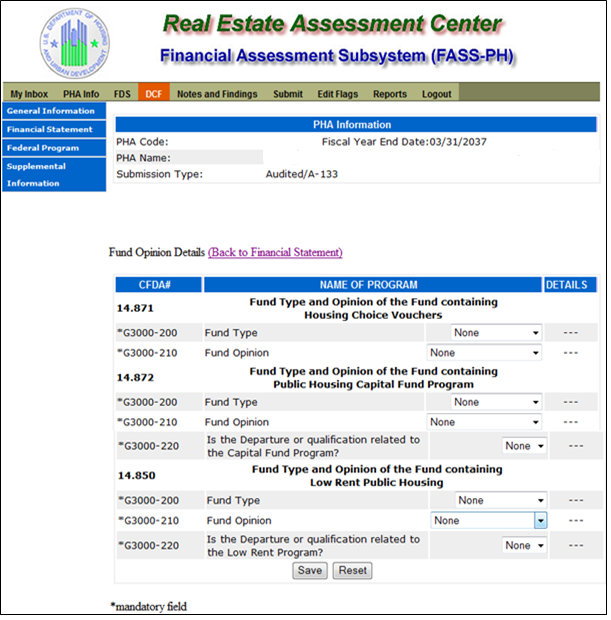 U.S. DEPARTMENT OF HOUSING
AND URBAN DEVELOPMENT
Real Estate Assessment Center
Financial Assessment Subsystem (FASS-PH)
My Inbox PHA Info FDS DCF Notes and Findings Submit Edit Flags Reports Logout
General Information
Financial Statement
Federal Program
Supplemental
Information
PHA Information
PHA Code: Fiscal Year End Date:03/31/2037
PHA Name:
Submission Type: Audited/A-133
Fund Opinion Details (Back to Financial Statement)
CFDA# NAME OF PROGRAM DETAILS
14.871 Fund Type and Opinion of the Fund containing
Housing Choice Vouchers
*G3000-200 Fund Type None ---
*G3000-210 Fund Opinion None ---
14.872 Fund Type and Opinion of the Fund containing
Public Housing Capital Fund Program
*G3000-200 Fund Type None ---
*G3000-210 Fund Opinion None ---
*G3000-220 Is the Departure or qualification related to
the Capital Fund Program? None ---
14.850 Fund Type and Opinion of the Fund containing
Low Rent Public Housing
*G3000-200 Fund Type None ---
*G3000-210 Fund Opinion None ---
*G3000-220 Is the Departure or qualification related to
the Low Rent Program? None ---
Save Reset
*mandatory field